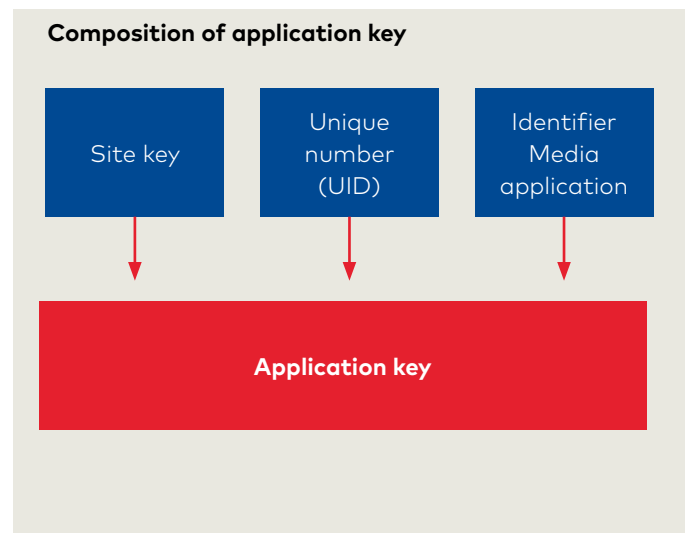 Composition of application key
Site key
Unique
number
(UID)
Identifier
Media
application
Application key